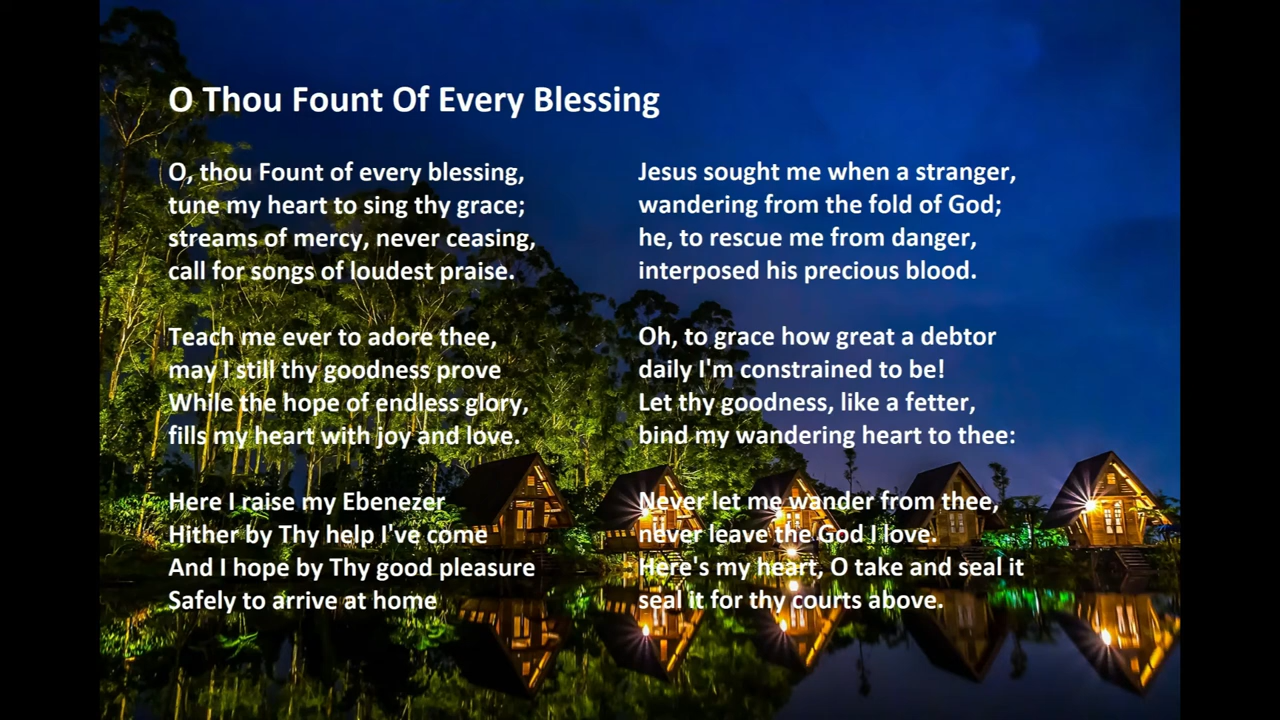 O Thou Fount Of Every Blessing
O, thou Fount of every blessing,
tune my heart to sing thy grace;
streams of mercy, never ceasing,
call for songs of loudest praise.
Teach me ever to adore thee,
may I still thy goodness prove
While the hope of endless glory,
fills my heart with joy and love.
Here I raise my Ebenezer
Hither by Thy help I've come
And I hope by Thy good pleasure
Safely to arrive at home
Jesus sought me when a stranger,
wandering from the fold of God;
he, to rescue me from danger,
interposed his precious blood.
Oh, to grace how great a debtor
daily I'm constrained to be!
Let thy goodness, like a fetter,
bind my wandering heart to thee:
Never let me wander from thee,
never leave the God I love.
Here's my heart, O take and seal it
seal it for thy courts above.